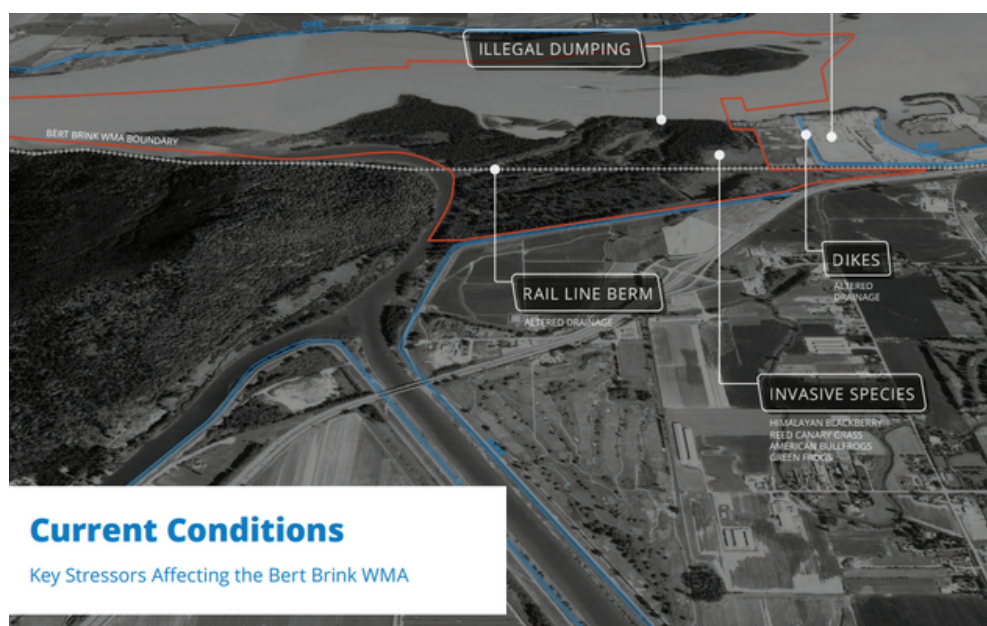 DIKE
ILLEGAL DUMPING
BERT BRINK WMA BOUNDARY
DIKE
DIKES
ALTERED
DRAINAGE
RAIL LINE BERM
ALTERED DRAINAGE
INVASIVE SPECIES
HIMALAYAN BLACKBERRY
REED CANARY GRASS
AMERICAN BULLFROGS
GREEN FROGS
Current Conditions
Key Stressors Affecting the Bert Brink WMA